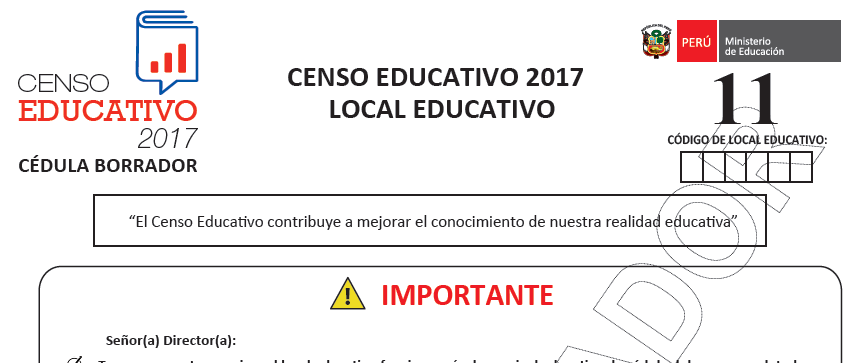 CENSO
EDUCATIVO
2017
CÉDULA BORRADOR
CENSO EDUCATIVO 2017
LOCAL EDUCATIVO
PERÚ
Ministerio
de Educación
11
CÓDIGO DE LOCAL EDUCATIVO:
“El Censo Educativo contribuye a mejorar el conocimiento de nuestra realidad educativa”
IMPORTANTE
Señor(a) Director(a):